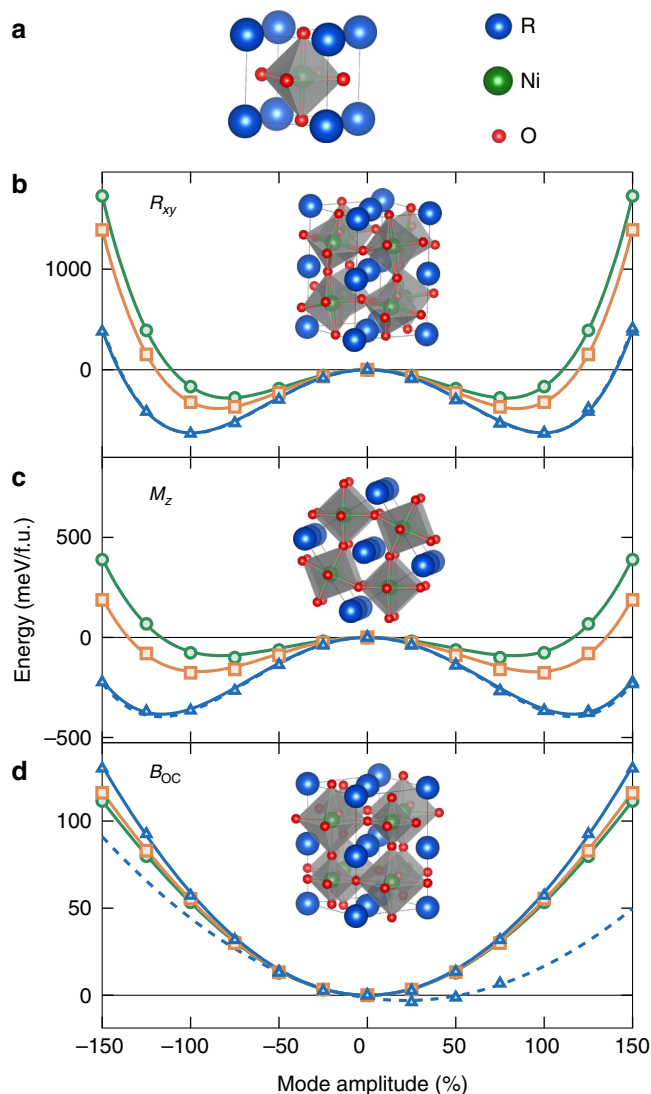 a
R
Ni
O
b
R_xy
1000
0
c
M_z
500
0
−500
Energy (meV/f.u.)
d
B_OC
100
50
0
−150 −100 −50 0 50 100 150
Mode amplitude (%)